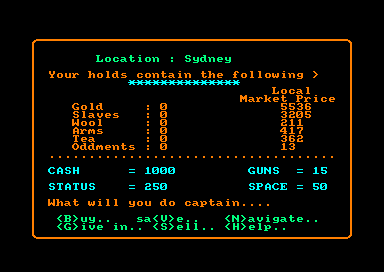 Location : Sydney
Your holds contain the following >
*************
Local
Market Price
Gold : 0 5536
Slaves : 0 3205
Wool : 0 211
Arms : 0 417
Tea : 0 362
Oddments : 0 13
CASH = 1000 GUNS = 15
STATUS = 250 SPACE = 50
What will you do captain....
<B>uy.. sa<V>e.. <N>avigate..
<G>ive in.. <S>ell.. <H>elp..